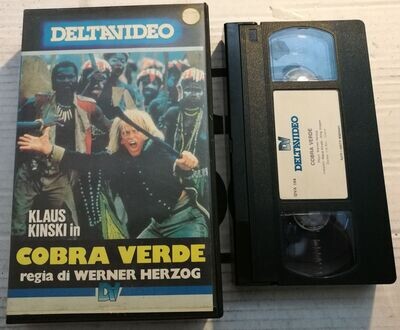 DELTAVIDEO
KLAUS
KINSKI in
COBRA VERDE
regia di WERNER HERZOG
DV
DV
DELTAVIDEO
COBRA VERDE